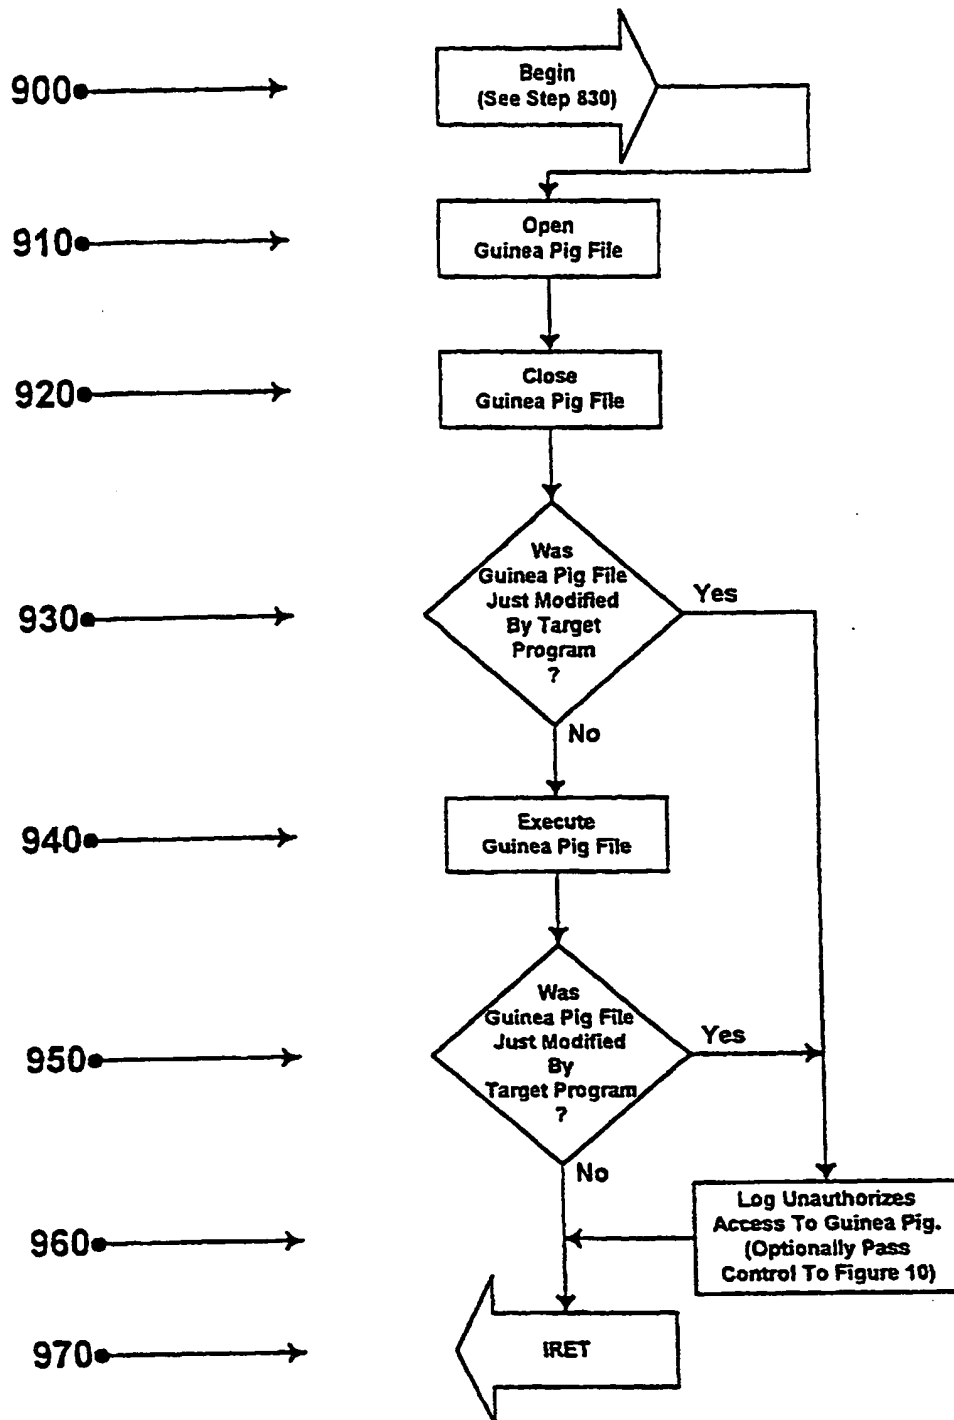 900
Begin
(See Step 830)
910
Open
Guinea Pig File
920
Close
Guinea Pig File
930
Was
Guinea Pig File
Just Modified
By Target
Program
?
Yes
No
940
Execute
Guinea Pig File
950
Was
Guinea Pig File
Just Modified
By
Target Program
?
Yes
No
960
Log Unauthorizes
Access To Guinea Pig.
(Optionally Pass
Control To Figure 10)
970
IRET